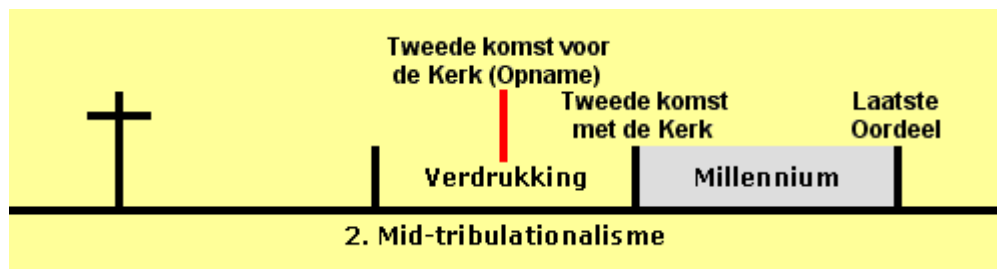 Tweede komst voor
de Kerk (Opname)
Tweede komst
met de Kerk
Laatste
Oordeel
Verdrukking
Millennium
2. Mid-tribulationalisme